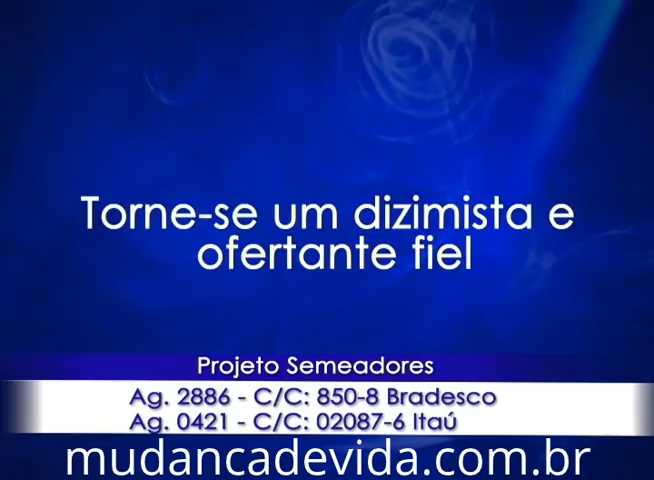 Torne-se um dizimista e
ofertante fiel
Projeto Semeadores
Ag. 2886 - C/C: 850-8 Bradesco
Ag. 0421 - C/C: 02087-6 Itaú
mudancadevida.com.br